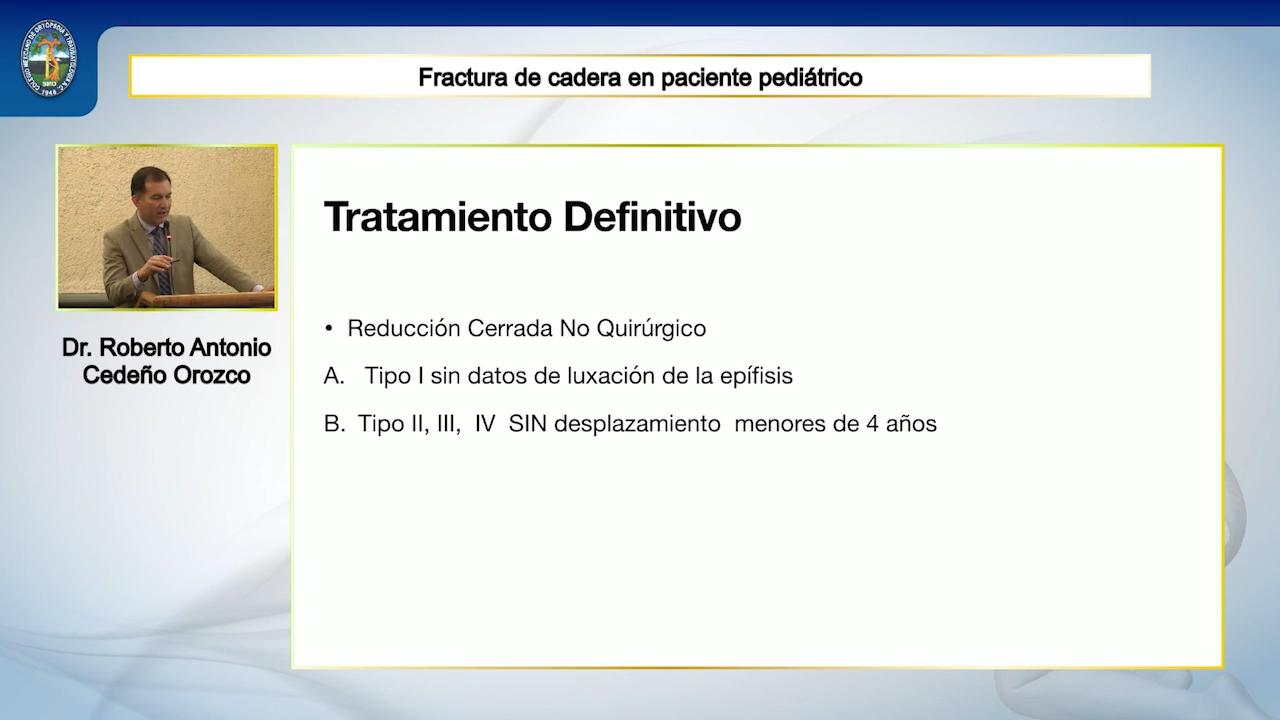 Fractura de cadera en paciente pediátrico
Dr. Roberto Antonio
Cedeño Orozco
Tratamiento Definitivo
• Reducción Cerrada No Quirúrgico
A. Tipo I sin datos de luxación de la epífisis
B. Tipo II, III, IV SIN desplazamiento menores de 4 años